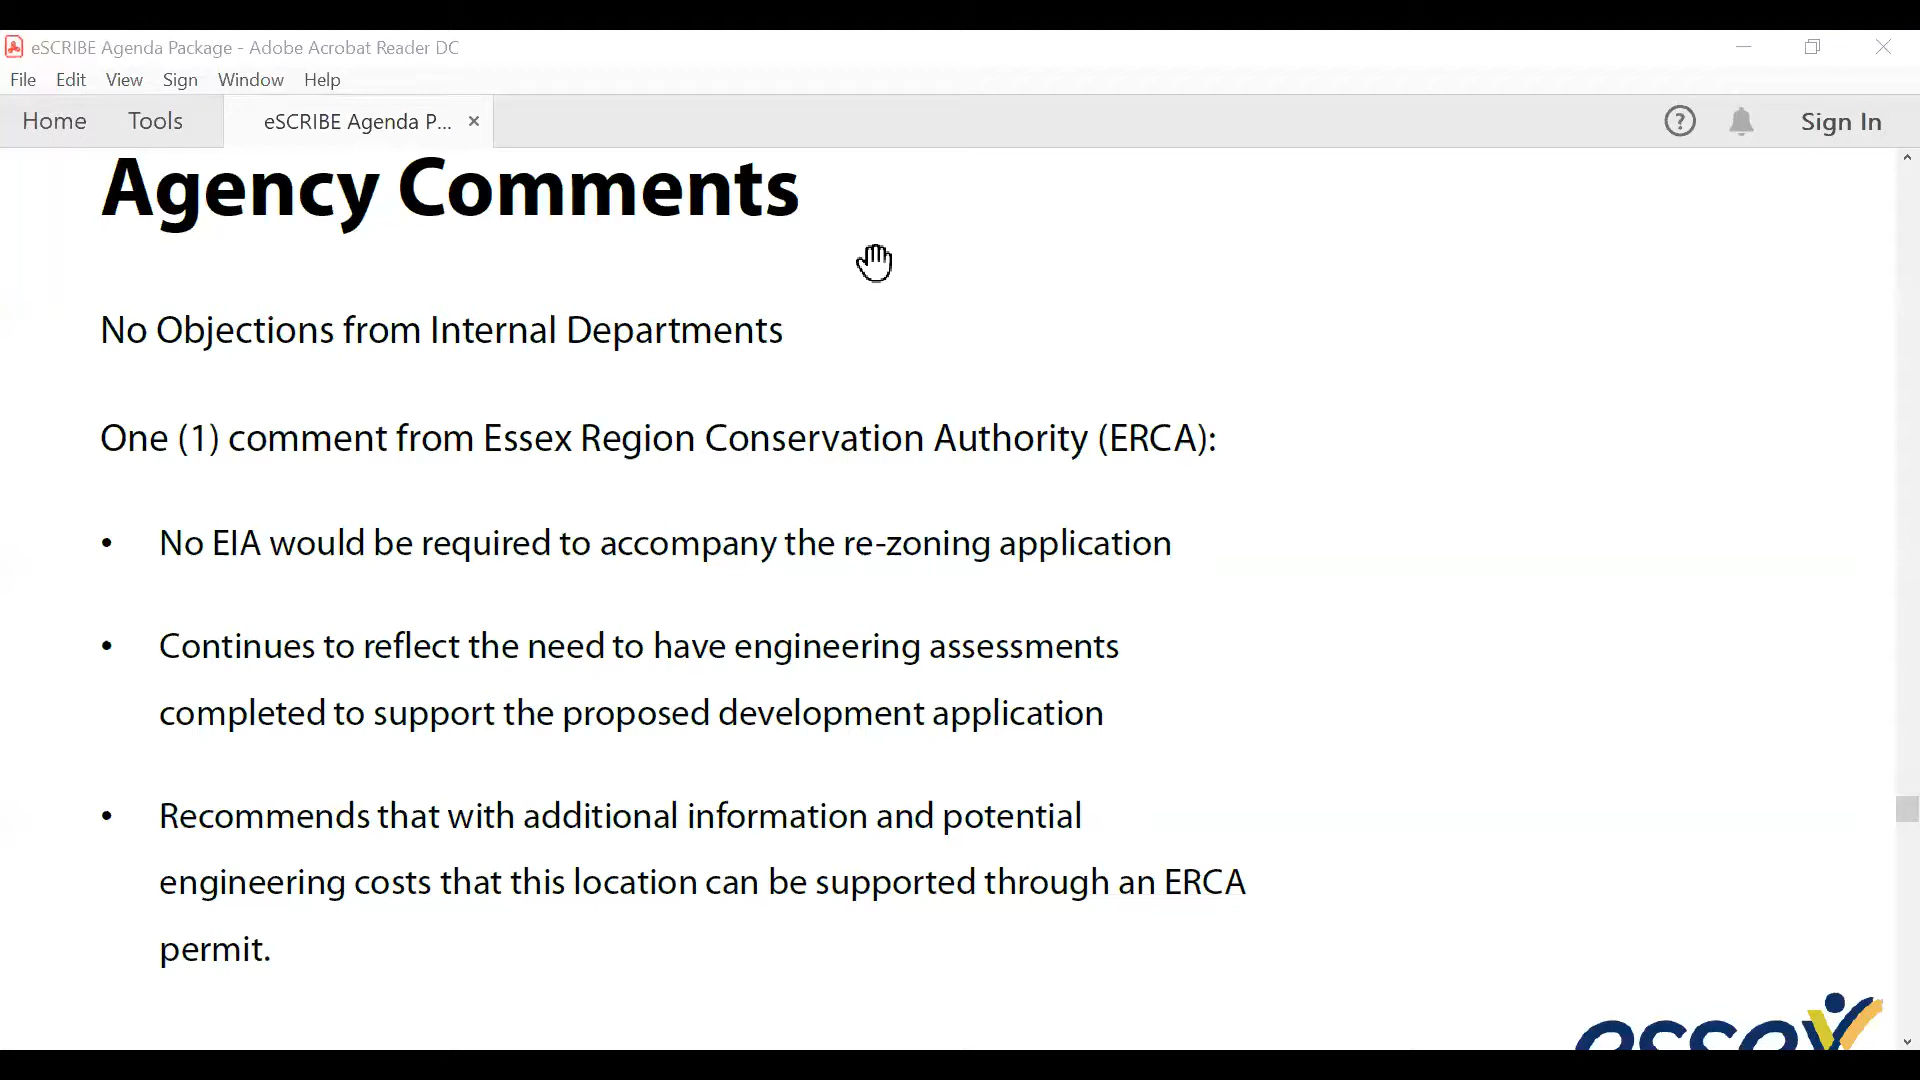 eSCRIBE Agenda Package - Adobe Acrobat Reader DC
File Edit View Sign Window Help
Home Tools eSCRIBE Agenda P... × ? Sign In
Agency Comments
No Objections from Internal Departments
One (1) comment from Essex Region Conservation Authority (ERCA):
• No EIA would be required to accompany the re-zoning application
• Continues to reflect the need to have engineering assessments
completed to support the proposed development application
• Recommends that with additional information and potential
engineering costs that this location can be supported through an ERCA
permit.
essex